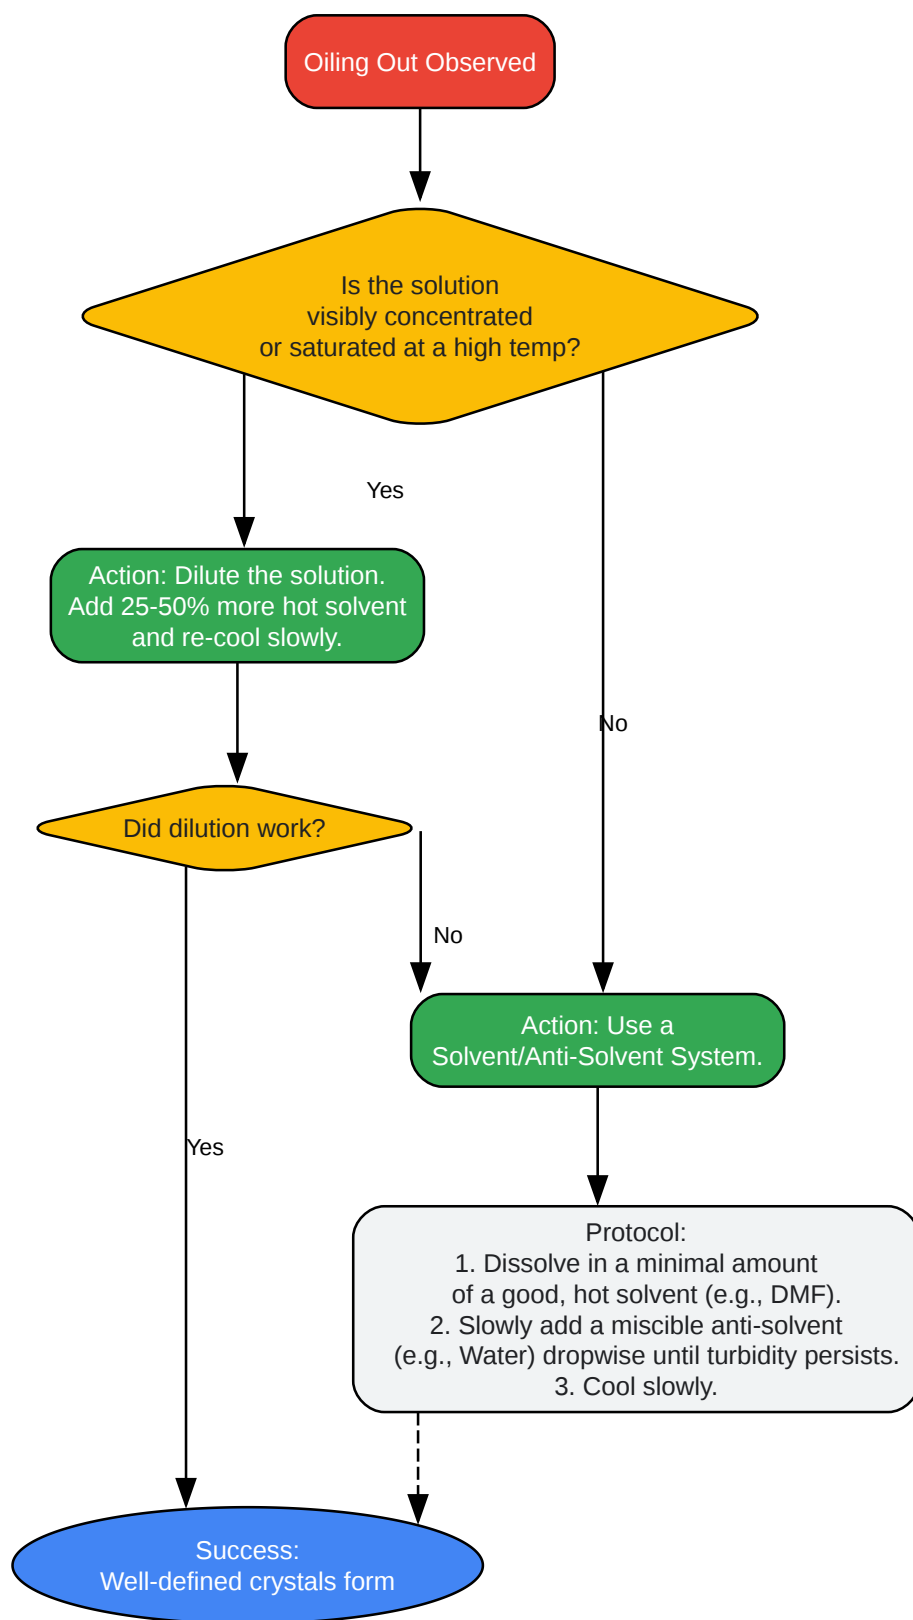 Oiling Out Observed
Is the solution
visibly concentrated
or saturated at a high temp?
Yes
Action: Dilute the solution.
Add 25-50% more hot solvent
and re-cool slowly.
No
Did dilution work?
No
Action: Use a
Solvent/Anti-Solvent System.
Yes
Protocol:
1. Dissolve in a minimal amount
of a good, hot solvent (e.g., DMF).
2. Slowly add a miscible anti-solvent
(e.g., Water) dropwise until turbidity persists.
3. Cool slowly.
Success:
Well-defined crystals form